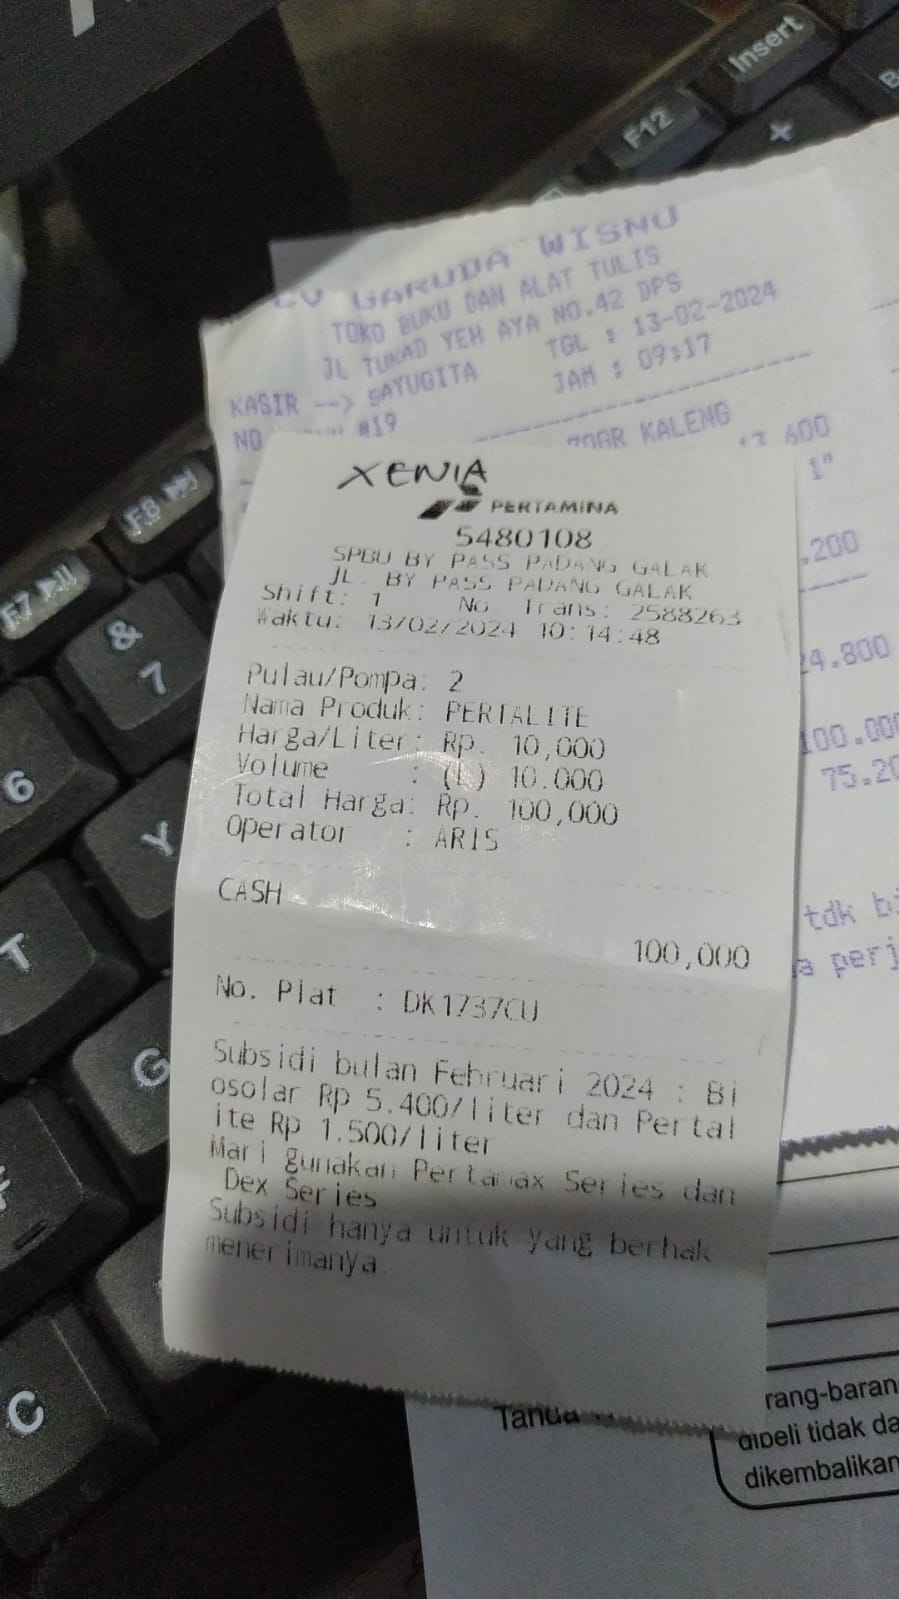 Insert
F12
+
B
CV GARUDA WISNU
TOKO BUKU DAN ALAT TULIS
JL TUKAD YEH AYA NO.42 DPS
TGL : 13-02-2024
KASIR --> SAYUGITA
JAM : 09:17
NO #19
KALENG
.600
1"
.200
24.800
100.000
75.20
tdk
perj
XENIA
PERTAMINA
5480108
SPBU BY PASS PADANG GALAK
JL. BY PASS PADANG GALAK
Shift: 1 No. Trans: 2588263
Waktu: 13/02/2024 10:14:48
Pulau/Pompa: 2
Nama Produk: PERTALITE
Harga/Liter: Rp. 10,000
Volume : (L) 10.000
Total Harga: Rp. 100,000
Operator : ARIS
CASH
100,000
No. Plat : DK1737CU
Subsidi bulan Februari 2024 : Bi
osolar Rp 5.400/liter dan Pertal
ite Rp 1.500/liter
Mari gunakan Pertamax Series dan
Dex Series
Subsidi hanya untuk yang berhak
menerimanya.
F8
F7
&
7
6
Y
T
G
C
rang-baran
dibeli tidak da
dikembalikan